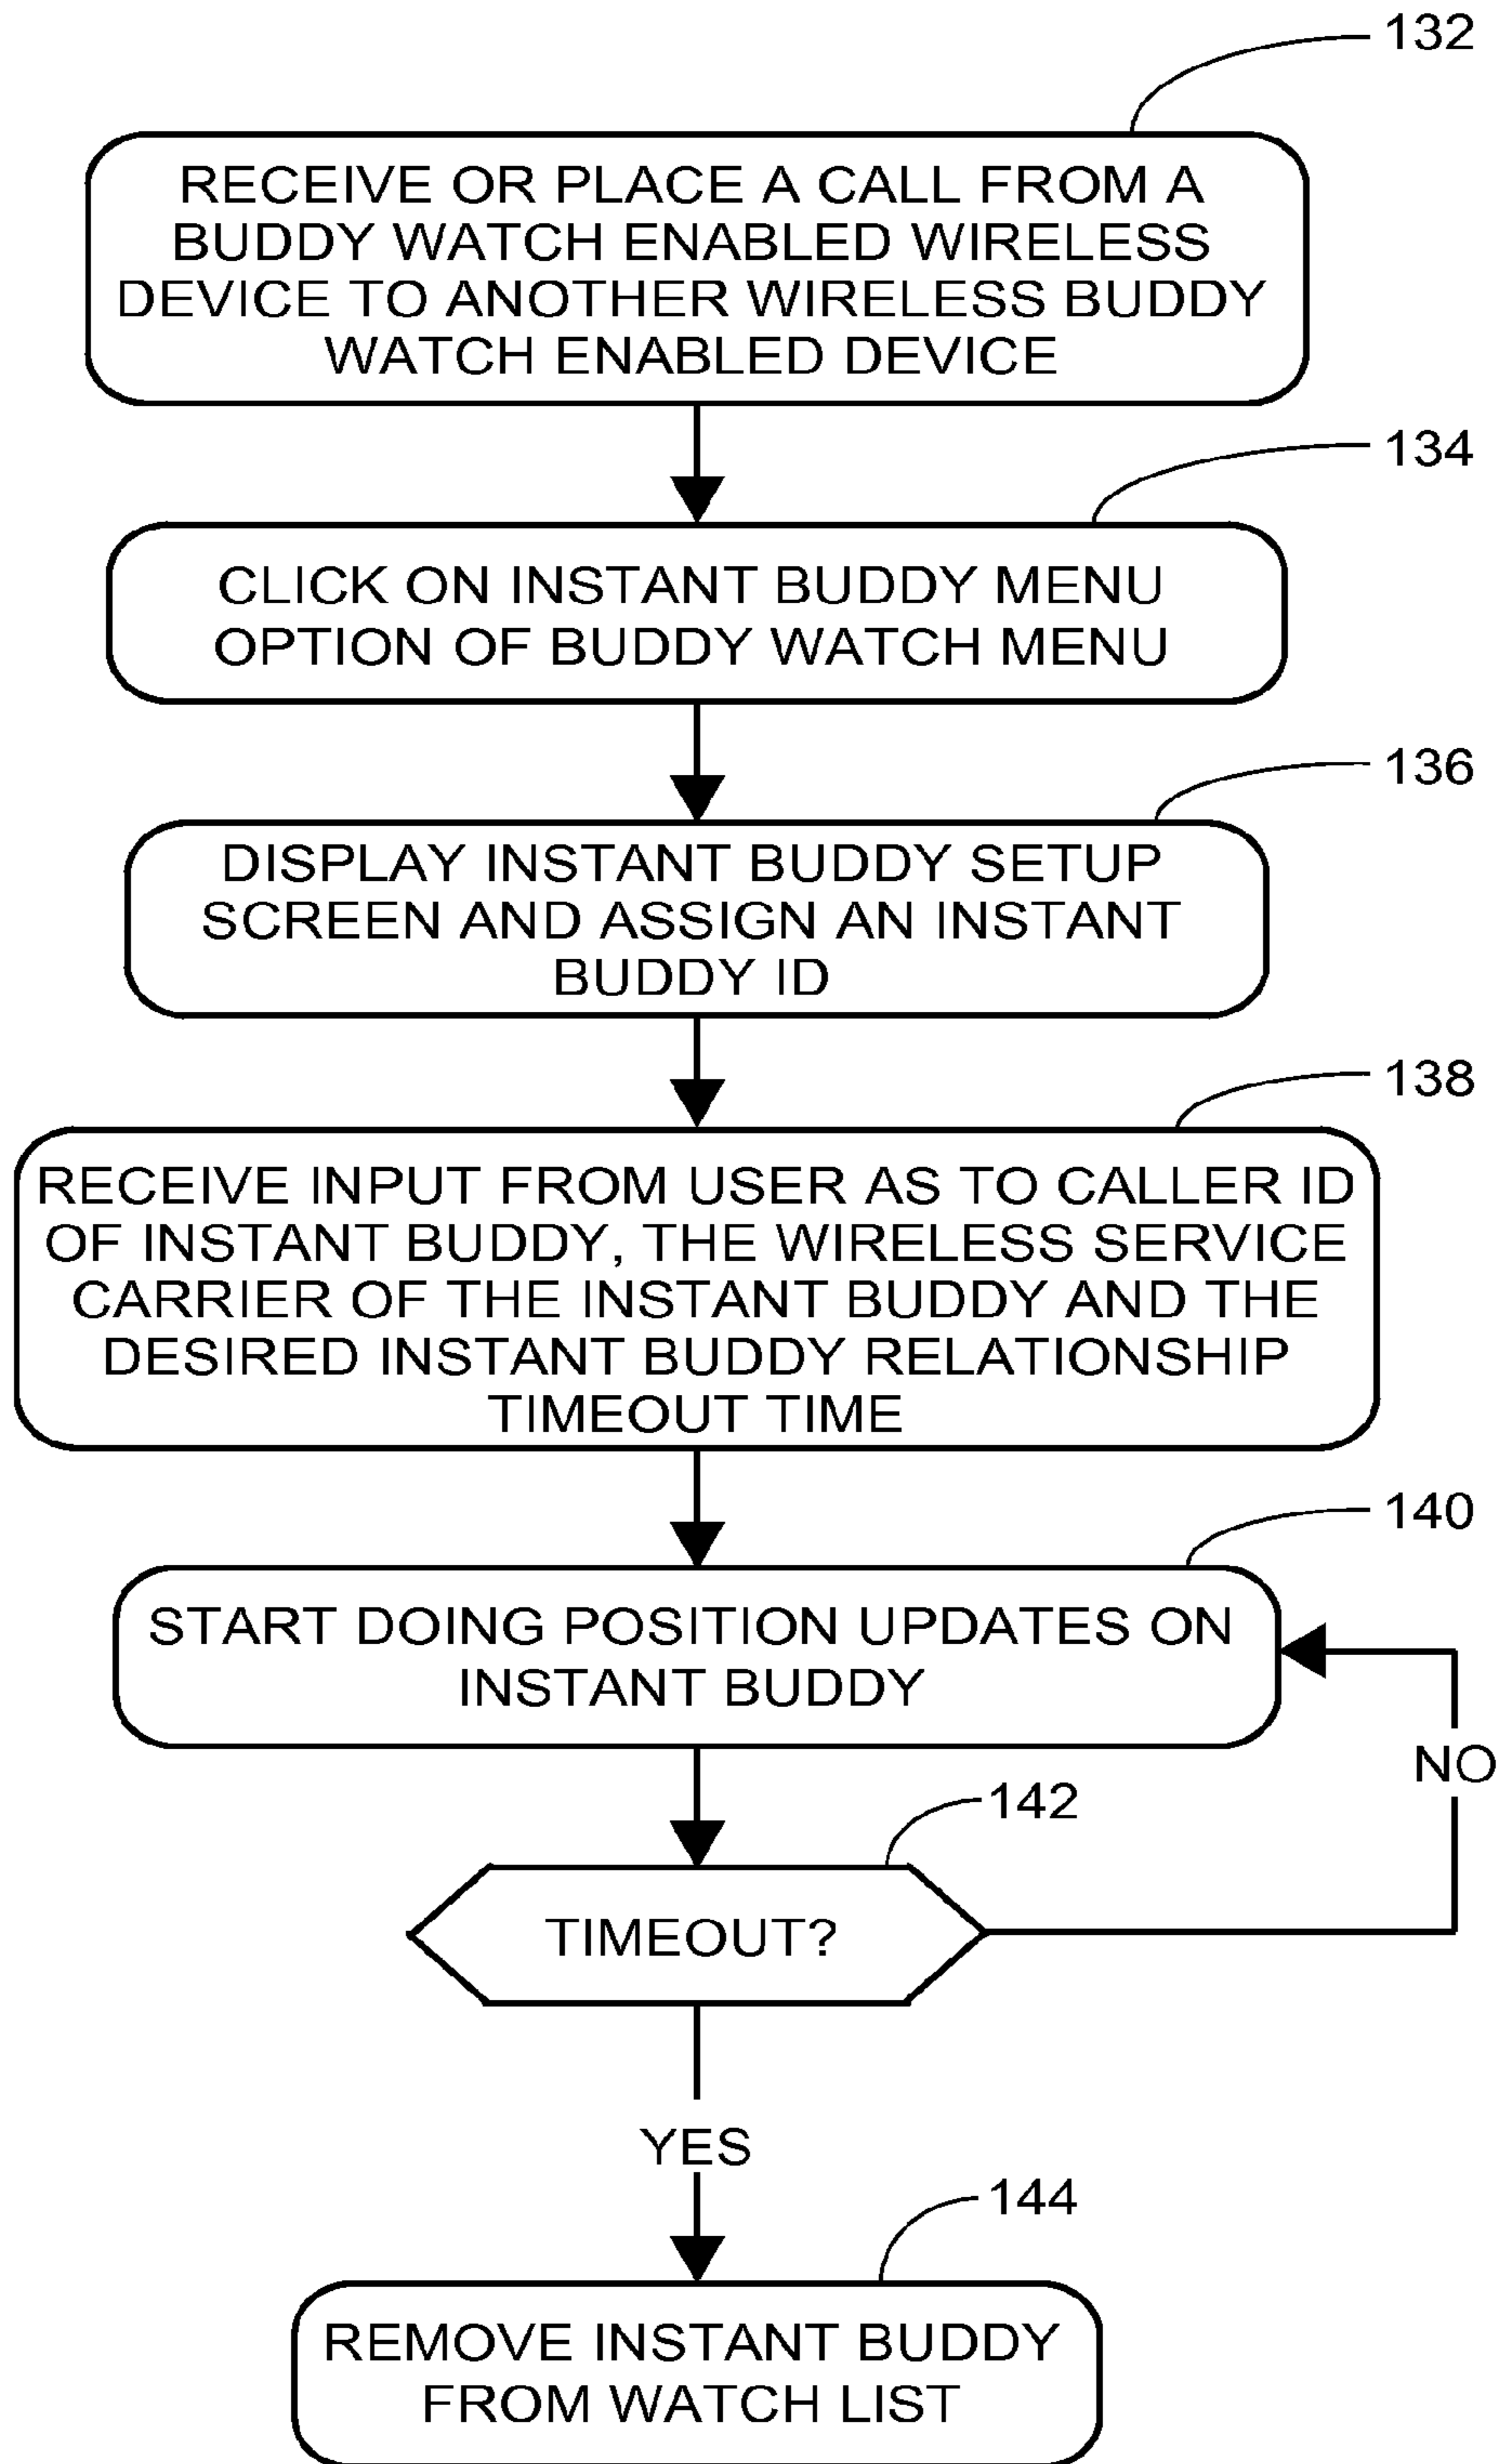 132
RECEIVE OR PLACE A CALL FROM A
BUDDY WATCH ENABLED WIRELESS
DEVICE TO ANOTHER WIRELESS BUDDY
WATCH ENABLED DEVICE
134
CLICK ON INSTANT BUDDY MENU
OPTION OF BUDDY WATCH MENU
136
DISPLAY INSTANT BUDDY SETUP
SCREEN AND ASSIGN AN INSTANT
BUDDY ID
138
RECEIVE INPUT FROM USER AS TO CALLER ID
OF INSTANT BUDDY, THE WIRELESS SERVICE
CARRIER OF THE INSTANT BUDDY AND THE
DESIRED INSTANT BUDDY RELATIONSHIP
TIMEOUT TIME
140
START DOING POSITION UPDATES ON
INSTANT BUDDY
NO
142
TIMEOUT?
YES
144
REMOVE INSTANT BUDDY
FROM WATCH LIST